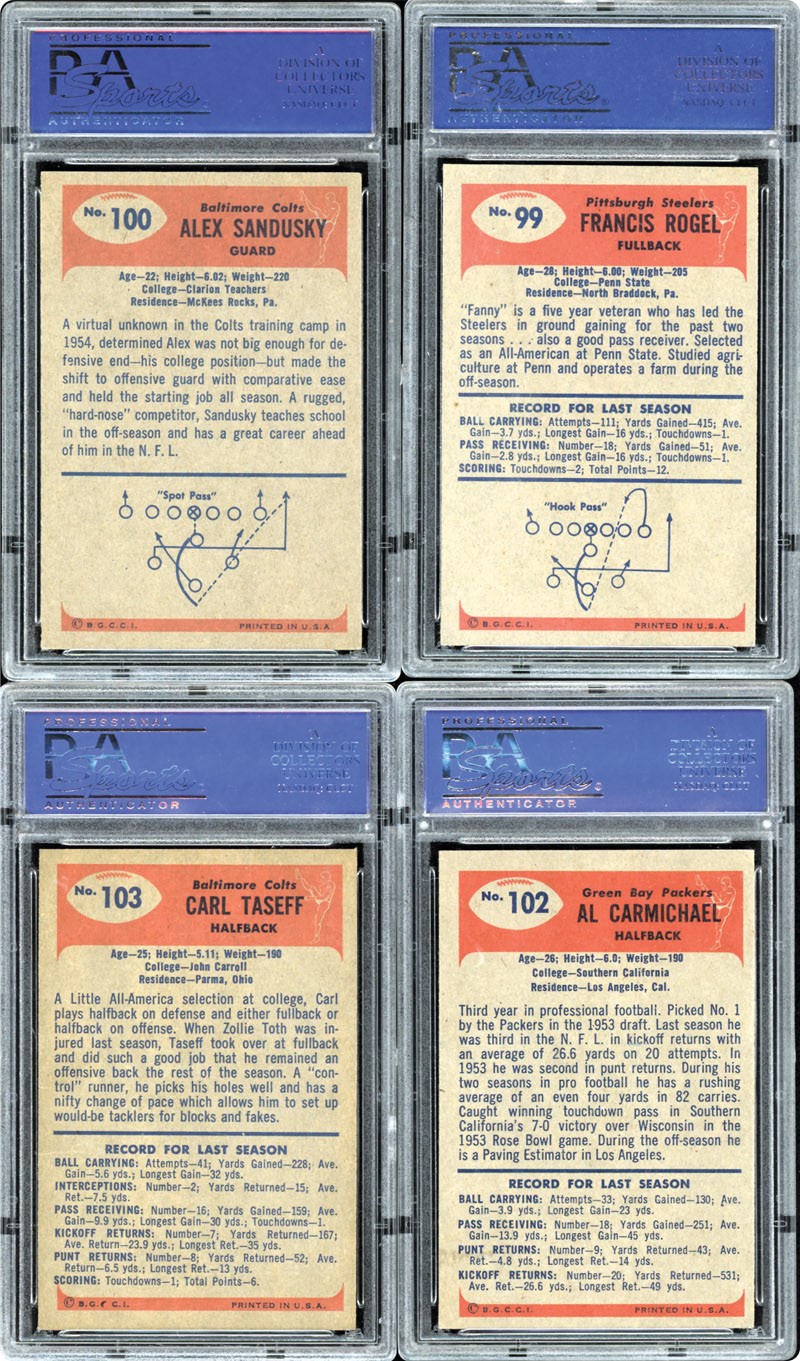 PROFESSIONAL
PSA
Sports
AUTHENTICATOR
A
DIVISION OF
COLLECTORS
UNIVERSE
NASDAQ CLCT
No. 100
Baltimore Colts
ALEX SANDUSKY
GUARD
Age—22; Height—6.02; Weight—220
College—Clarion Teachers
Residence—McKees Rocks, Pa.
A virtual unknown in the Colts training camp in
1954, determined Alex was not big enough for de-
fensive end—his college position—but made the
shift to offensive guard with comparative ease
and held the starting job all season. A rugged,
"hard-nose" competitor, Sandusky teaches school
in the off-season and has a great career ahead
of him in the N. F. L.
"Spot Pass"
© B.G.C.C.I.
PRINTED IN U.S.A.
PROFESSIONAL
PSA
Sports
AUTHENTICATOR
A
DIVISION OF
COLLECTORS
UNIVERSE
NASDAQ CLCT
No. 99
Pittsburgh Steelers
FRANCIS ROGEL
FULLBACK
Age—28; Height—6.00; Weight—205
College—Penn State
Residence—North Braddock, Pa.
"Fanny" is a five year veteran who has led the
Steelers in ground gaining for the past two
seasons . . . also a good pass receiver. Selected
as an All-American at Penn State. Studied agri-
culture at Penn and operates a farm during the
off-season.
RECORD FOR LAST SEASON
BALL CARRYING: Attempts—111; Yards Gained—415; Ave.
Gain—3.7 yds.; Longest Gain—16 yds.; Touchdowns—1.
PASS RECEIVING: Number—18; Yards Gained—51; Ave.
Gain—2.8 yds.; Longest Gain—16 yds.; Touchdowns—1.
SCORING: Touchdowns—2; Total Points—12.
"Hook Pass"
© B.G.C.C.I.
PRINTED IN U.S.A.
PROFESSIONAL
PSA
Sports
AUTHENTICATOR
A
DIVISION OF
COLLECTORS
UNIVERSE
NASDAQ CLCT
No. 103
Baltimore Colts
CARL TASEFF
HALFBACK
Age—25; Height—5.11; Weight—190
College—John Carroll
Residence—Parma, Ohio
A Little All-America selection at college, Carl
plays halfback on defense and either fullback or
halfback on offense. When Zollie Toth was in-
jured last season, Taseff took over at fullback
and did such a good job that he remained an
offensive back the rest of the season. A "con-
trol" runner, he picks his holes well and has a
nifty change of pace which allows him to set up
would-be tacklers for blocks and fakes.
RECORD FOR LAST SEASON
BALL CARRYING: Attempts—41; Yards Gained—228; Ave.
Gain—5.6 yds.; Longest Gain—32 yds.
INTERCEPTIONS: Number—2; Yards Returned—15; Ave.
Ret.—7.5 yds.
PASS RECEIVING: Number—16; Yards Gained—159; Ave.
Gain—9.9 yds.; Longest Gain—30 yds.; Touchdowns—1.
KICKOFF RETURNS: Number—7; Yards Returned—167;
Ave. Return—23.9 yds.; Longest Ret.—35 yds.
PUNT RETURNS: Number—8; Yards Returned—52; Ave.
Return—6.5 yds.; Longest Ret.—13 yds.
SCORING: Touchdowns—1; Total Points—6.
© B.G.C.C.I.
PRINTED IN U.S.A.
PROFESSIONAL
PSA
Sports
AUTHENTICATOR
A
DIVISION OF
COLLECTORS
UNIVERSE
NASDAQ CLCT
No. 102
Green Bay Packers
AL CARMICHAEL
HALFBACK
Age—26; Height—6.0; Weight—190
College—Southern California
Residence—Los Angeles, Cal.
Third year in professional football. Picked No. 1
by the Packers in the 1953 draft. Last season he
was third in the N. F. L. in kickoff returns with
an average of 26.6 yards on 20 attempts. In
1953 he was second in punt returns. During his
two seasons in pro football he has a rushing
average of an even four yards in 82 carries.
Caught winning touchdown pass in Southern
California's 7-0 victory over Wisconsin in the
1953 Rose Bowl game. During the off-season he
is a Paving Estimator in Los Angeles.
RECORD FOR LAST SEASON
BALL CARRYING: Attempts—33; Yards Gained—130; Ave.
Gain—3.9 yds.; Longest Gain—23 yds.
PASS RECEIVING: Number—18; Yards Gained—251; Ave.
Gain—13.9 yds.; Longest Gain—45 yds.
PUNT RETURNS: Number—9; Yards Returned—43; Ave.
Ret.—4.8 yds.; Longest Ret.—14 yds.
KICKOFF RETURNS: Number—20; Yards Returned—531;
Ave. Ret.—26.6 yds.; Longest Ret.—49 yds.
© B.G.C.C.I.
PRINTED IN U.S.A.